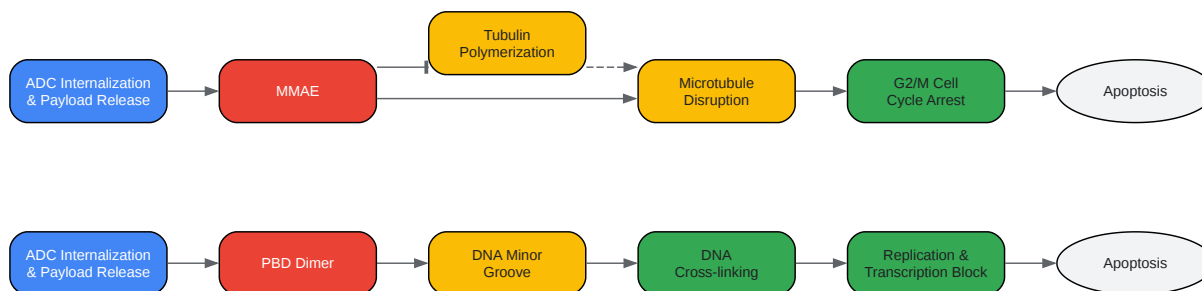 Tubulin
Polymerization
ADC Internalization
& Payload Release
MMAE
Microtubule
Disruption
G2/M Cell
Cycle Arrest
Apoptosis
ADC Internalization
& Payload Release
PBD Dimer
DNA Minor
Groove
DNA
Cross-linking
Replication &
Transcription Block
Apoptosis